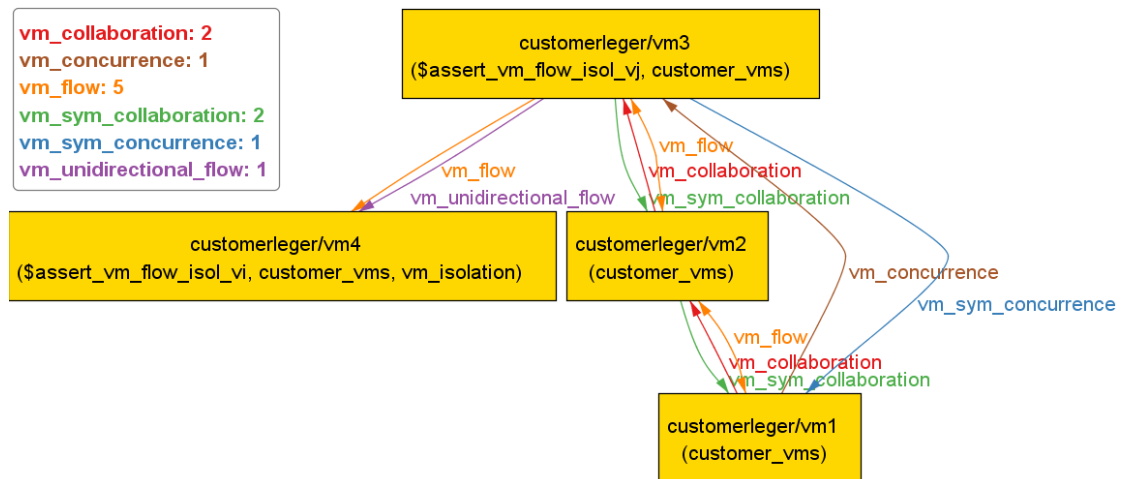 vm_collaboration: 2
vm_concurrence: 1
vm_flow: 5
vm_sym_collaboration: 2
vm_sym_concurrence: 1
vm_unidirectional_flow: 1
customerleger/vm3
($assert_vm_flow_isol_vj, customer_vms)
vm_flow
vm_unidirectional_flow
vm_flow
vm_collaboration
vm_sym_collaboration
customerleger/vm4
($assert_vm_flow_isol_vi, customer_vms, vm_isolation)
customerleger/vm2
(customer_vms)
vm_concurrence
vm_sym_concurrence
vm_flow
vm_collaboration
vm_sym_collaboration
customerleger/vm1
(customer_vms)